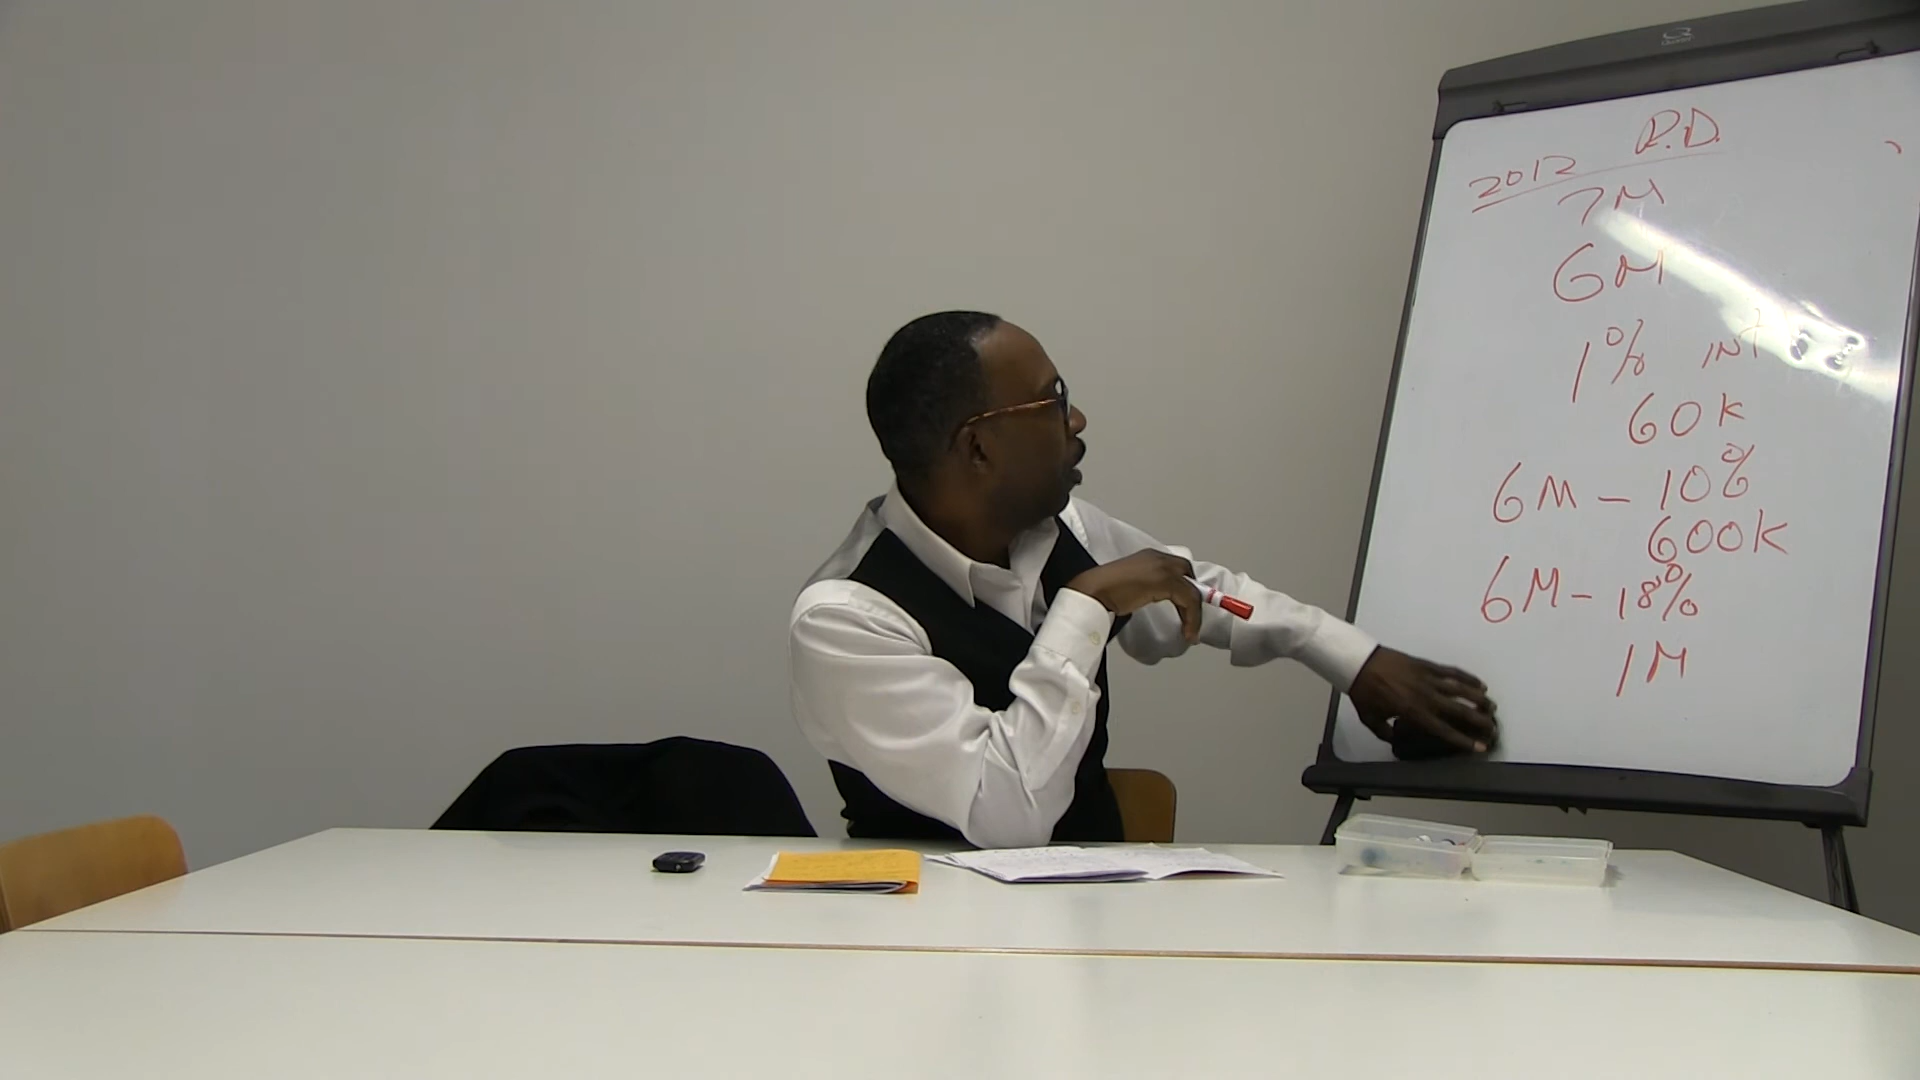 P.D.
2012
7M
6M
1% INT
60K
6M - 10%
600K
6M - 18%
1M